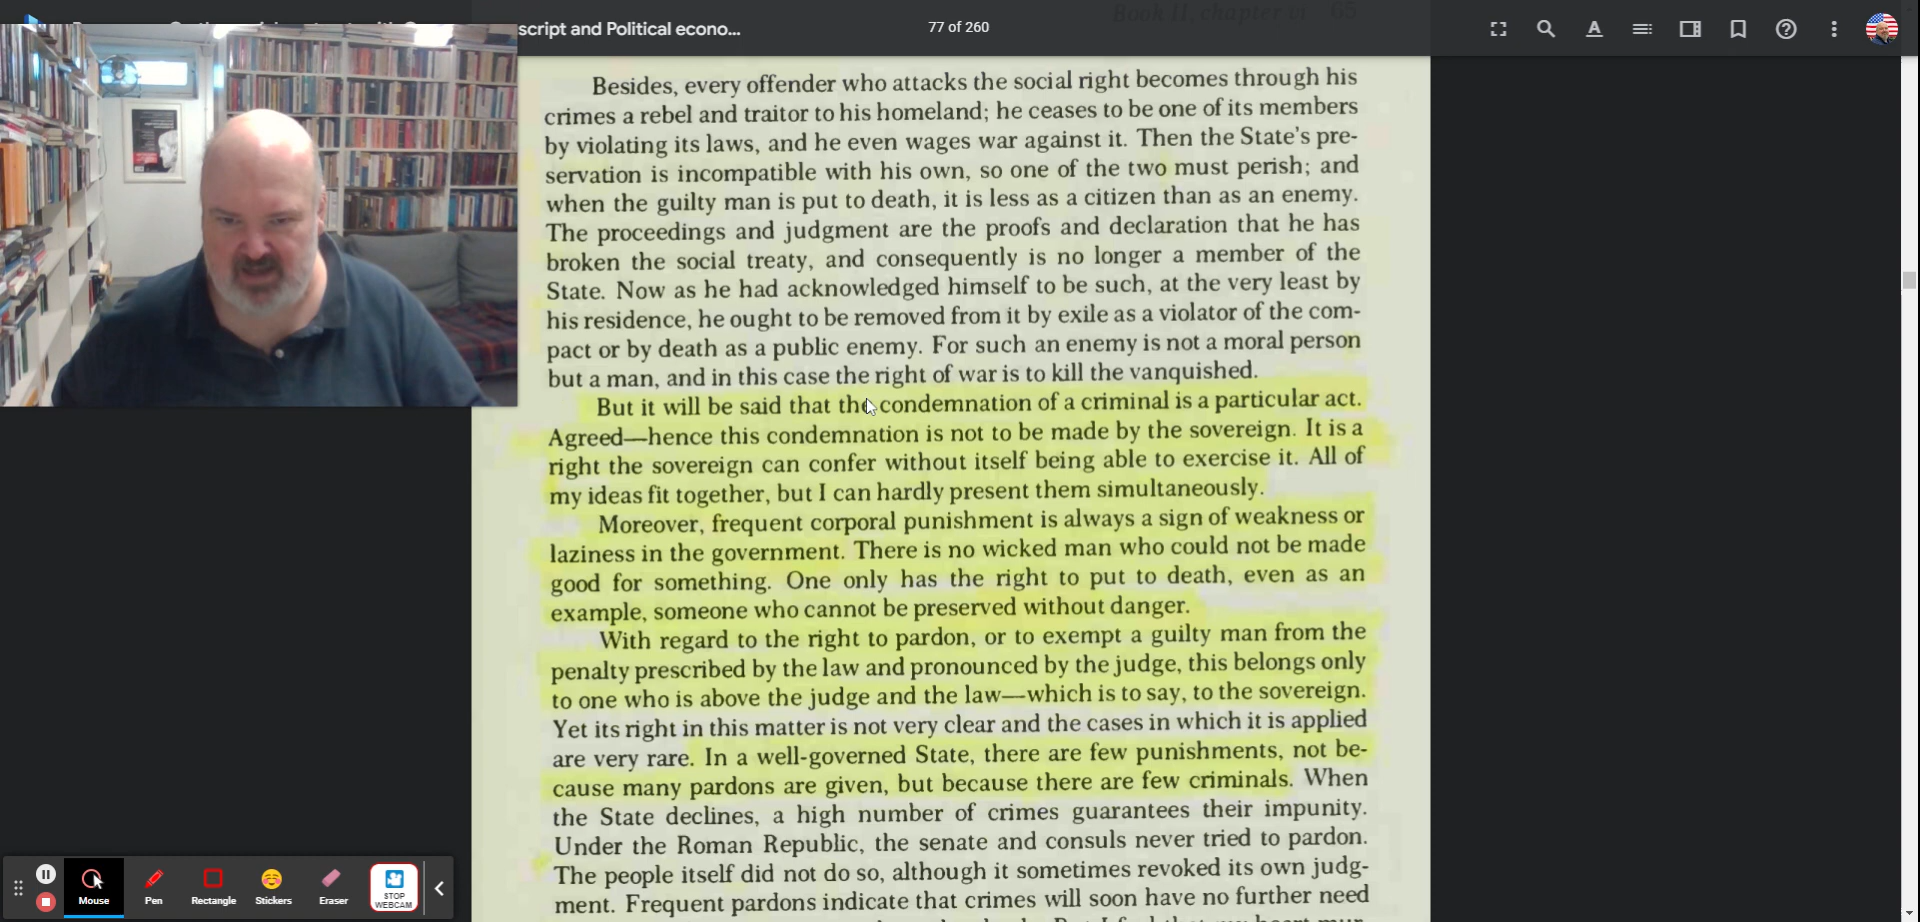 Book II, chapter vi 65
script and Political econo...
77 of 260
Besides, every offender who attacks the social right becomes through his
crimes a rebel and traitor to his homeland; he ceases to be one of its members
by violating its laws, and he even wages war against it. Then the State's pre-
servation is incompatible with his own, so one of the two must perish; and
when the guilty man is put to death, it is less as a citizen than as an enemy.
The proceedings and judgment are the proofs and declaration that he has
broken the social treaty, and consequently is no longer a member of the
State. Now as he had acknowledged himself to be such, at the very least by
his residence, he ought to be removed from it by exile as a violator of the com-
pact or by death as a public enemy. For such an enemy is not a moral person
but a man, and in this case the right of war is to kill the vanquished.
But it will be said that the condemnation of a criminal is a particular act.
Agreed—hence this condemnation is not to be made by the sovereign. It is a
right the sovereign can confer without itself being able to exercise it. All of
my ideas fit together, but I can hardly present them simultaneously.
Moreover, frequent corporal punishment is always a sign of weakness or
laziness in the government. There is no wicked man who could not be made
good for something. One only has the right to put to death, even as an
example, someone who cannot be preserved without danger.
With regard to the right to pardon, or to exempt a guilty man from the
penalty prescribed by the law and pronounced by the judge, this belongs only
to one who is above the judge and the law—which is to say, to the sovereign.
Yet its right in this matter is not very clear and the cases in which it is applied
are very rare. In a well-governed State, there are few punishments, not be-
cause many pardons are given, but because there are few criminals. When
the State declines, a high number of crimes guarantees their impunity.
Under the Roman Republic, the senate and consuls never tried to pardon.
The people itself did not do so, although it sometimes revoked its own judg-
ment. Frequent pardons indicate that crimes will soon have no further need
Mouse
Pen
Rectangle
Stickers
Eraser
STOP
WEBCAM